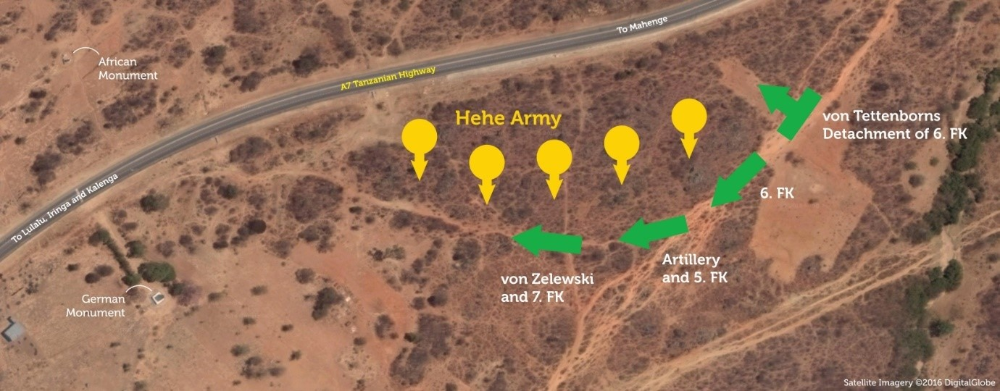 To Mahenge
African
Monument
A7 Tanzanian Highway
Hehe Army
von Tettenborns
Detachment of 6. FK
To Lulalu, Iringa and Kalenga
6. FK
Artillery
and 5. FK
von Zelewski
and 7. FK
German
Monument
Satellite Imagery ©2016 DigitalGlobe